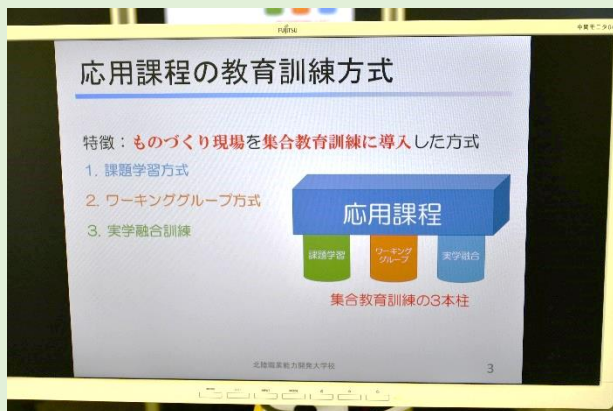 FUJITSU
応用課程の教育訓練方式
特徴：ものづくり現場を集合教育訓練に導入した方式
1. 課題学習方式
2. ワーキンググループ方式
3. 実学融合訓練
応用課程
課題学習
ワーキング
グループ
実学融合
集合教育訓練の3本柱
北陸職業能力開発大学校
3